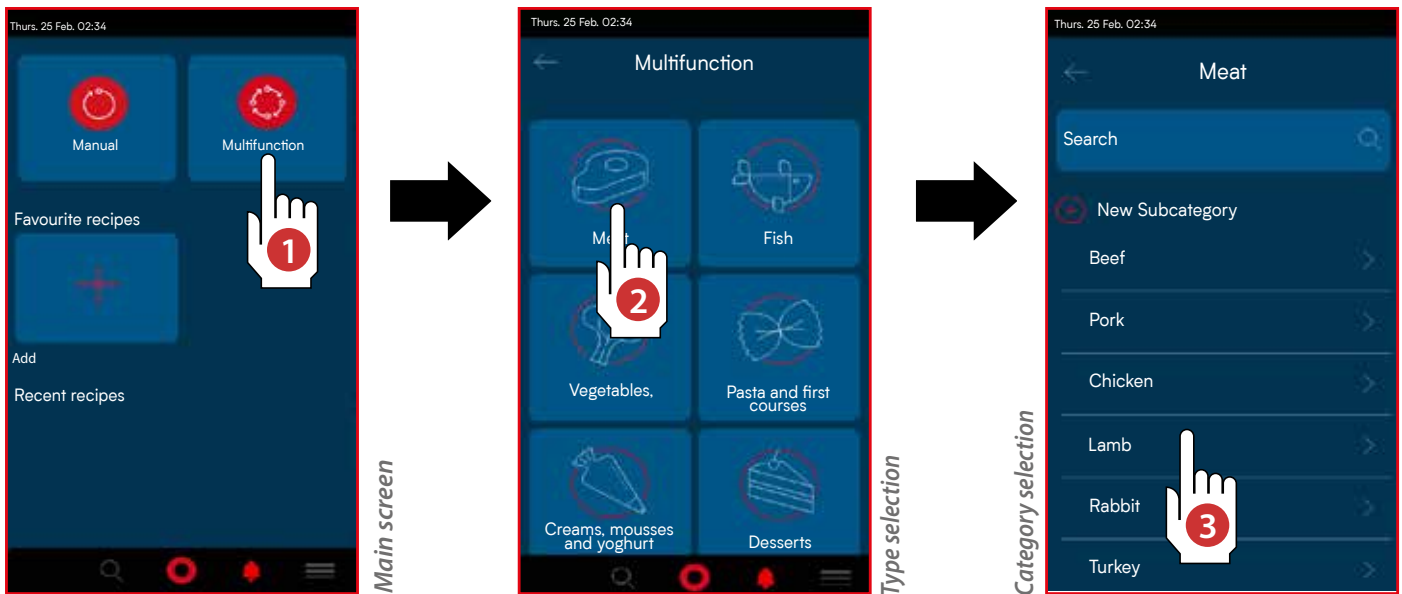 Thurs. 25 Feb. 02:34
Manual
Multifunction
Favourite recipes
1
Add
Recent recipes
Main screen
Thurs. 25 Feb. 02:34
Multifunction
Fish
2
Vegetables,
Pasta and first
courses
Creams, mousses
and yoghurt
Desserts
Type selection
Thurs. 25 Feb. 02:34
Meat
Search
New Subcategory
Beef
Pork
Chicken
Lamb
Rabbit
3
Turkey
Category selection